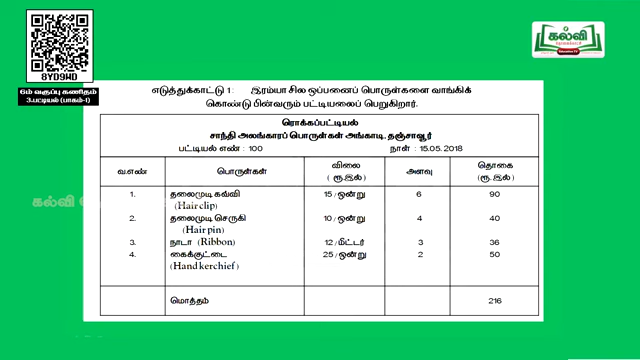 8YD9WD
6ம் வகுப்பு கணிதம்
3.பட்டியல் (பாகம்-1)
கல்வி
எடுத்துக்காட்டு 1: இரம்யா சில ஒப்பனைப் பொருள்களை வாங்கிக்
கொண்டு பின்வரும் பட்டியலைப் பெறுகிறார்.
ரொக்கப்பட்டியல்
சாந்தி அலங்காரப் பொருள்கள் அங்காடி, தஞ்சாவூர்
பட்டியல் எண் : 100 நாள் : 15.05.2018
வ.எண் பொருள்கள் விலை (ரூ.இல்) அளவு தொகை (ரூ.இல்)
1. தலைமுடி கவ்வி 15/ஒன்று 6 90
(Hair clip)
2. தலைமுடி செருகி 10/ஒன்று 4 40
(Hair pin)
3. நாடா (Ribbon) 12/மீட்டர் 3 36
4. கைக்குட்டை 25/ஒன்று 2 50
(Hand kerchief)
மொத்தம் 216
கல்வி